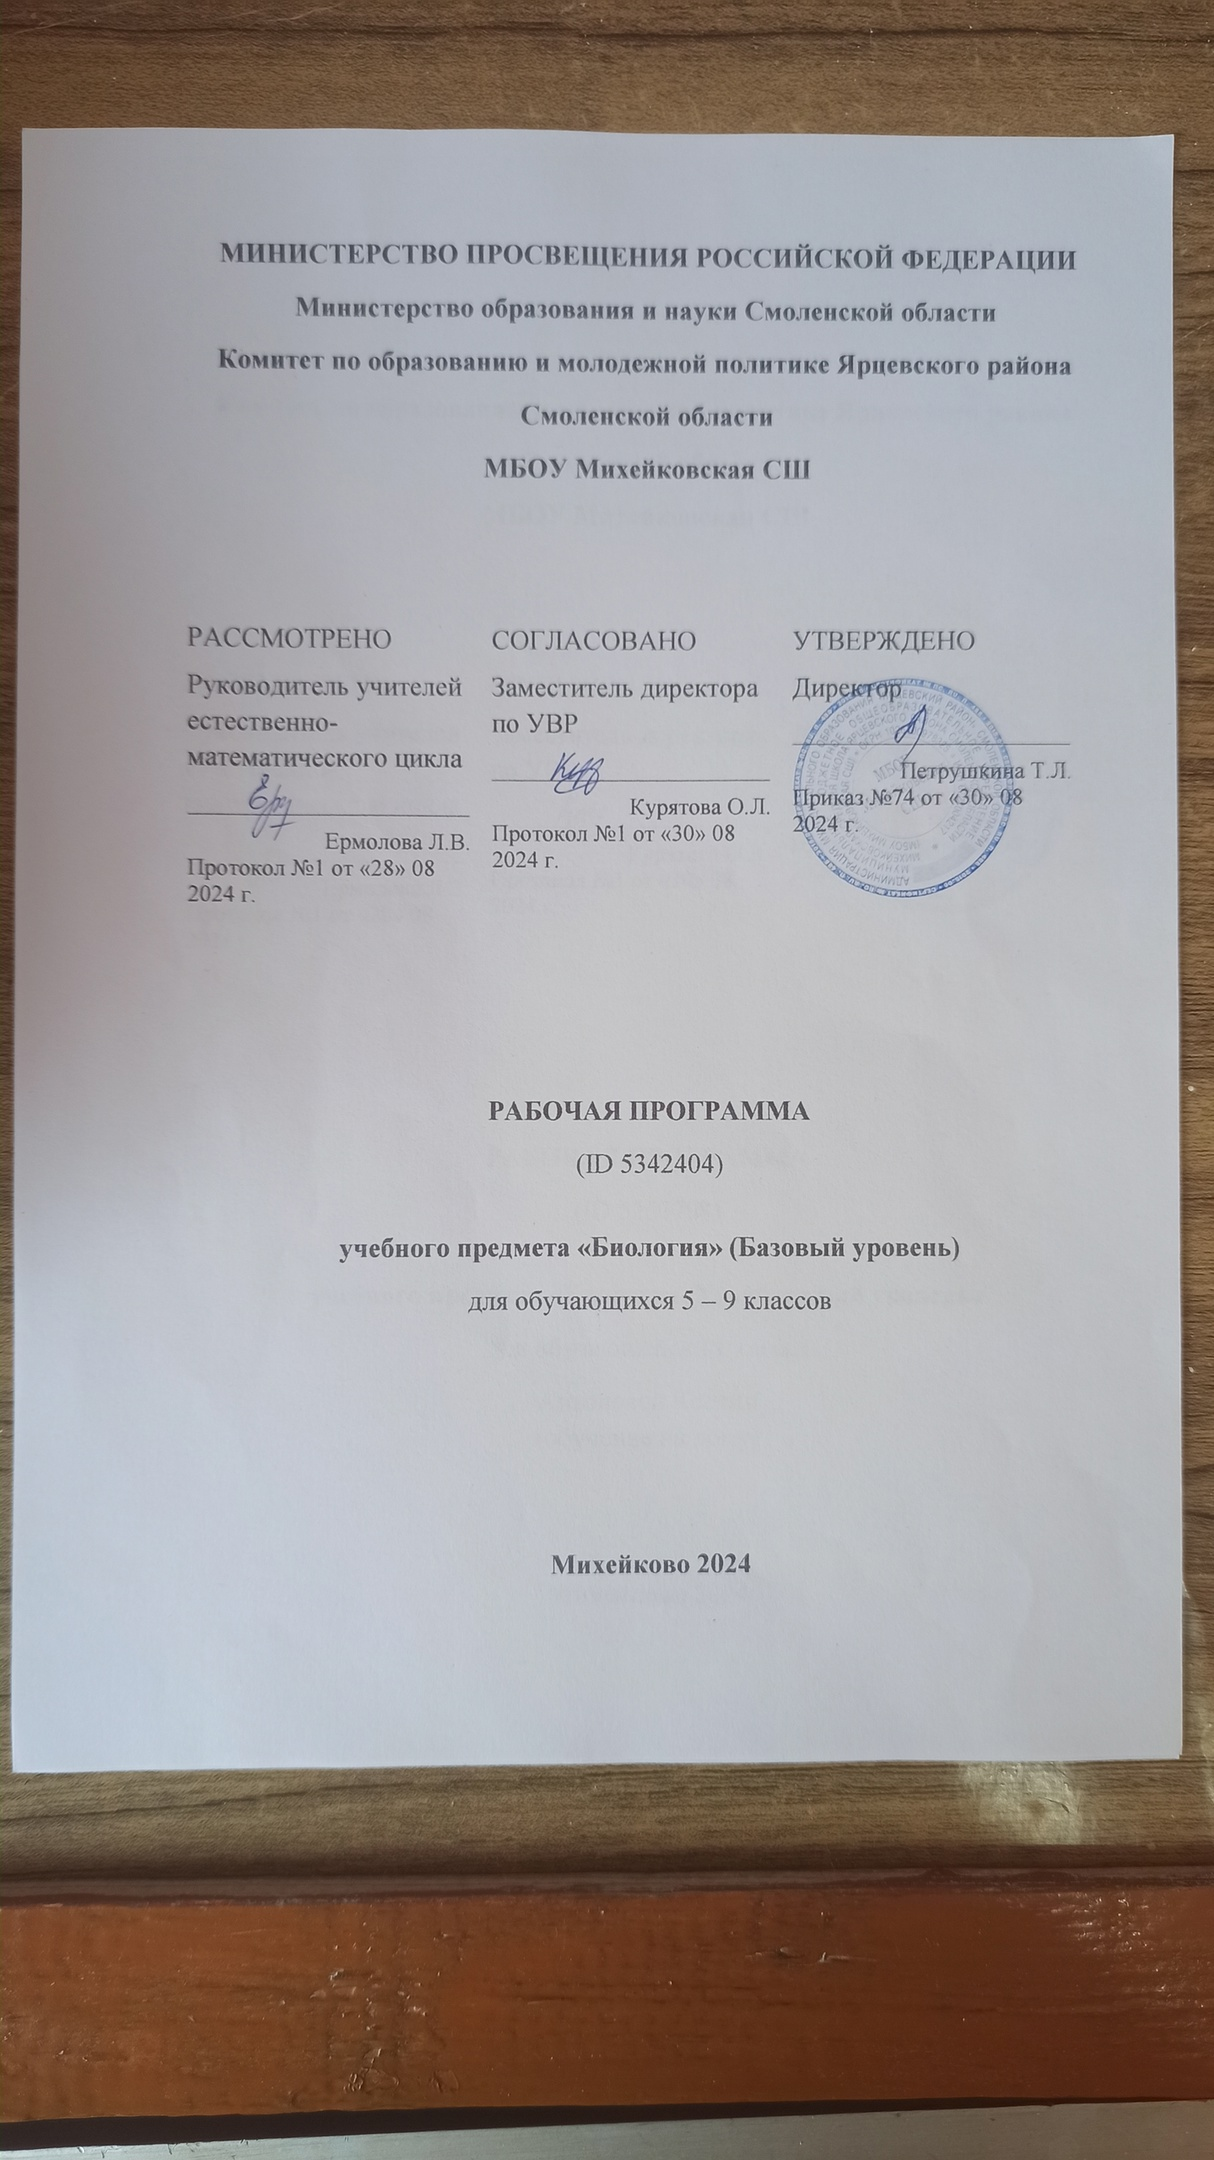 МИНИСТЕРСТВО ПРОСВЕЩЕНИЯ РОССИЙСКОЙ ФЕДЕРАЦИИ
Министерство образования и науки Смоленской области
Комитет по образованию и молодежной политике Ярцевского района
Смоленской области
МБОУ Михейковская СШ
РАССМОТРЕНО
Руководитель учителей
естественно-
математического цикла
Ермолова Л.В.
Протокол №1 от «28» 08
2024 г.
СОГЛАСОВАНО
Заместитель директора
по УВР
Курятова О.Л.
Протокол №1 от «30» 08
2024 г.
УТВЕРЖДЕНО
Директор
Петрушкина Т.Л.
Приказ №74 от «30» 08
2024 г.
РАБОЧАЯ ПРОГРАММА
(ID 5342404)
учебного предмета «Биология» (Базовый уровень)
для обучающихся 5 – 9 классов
Михейково 2024